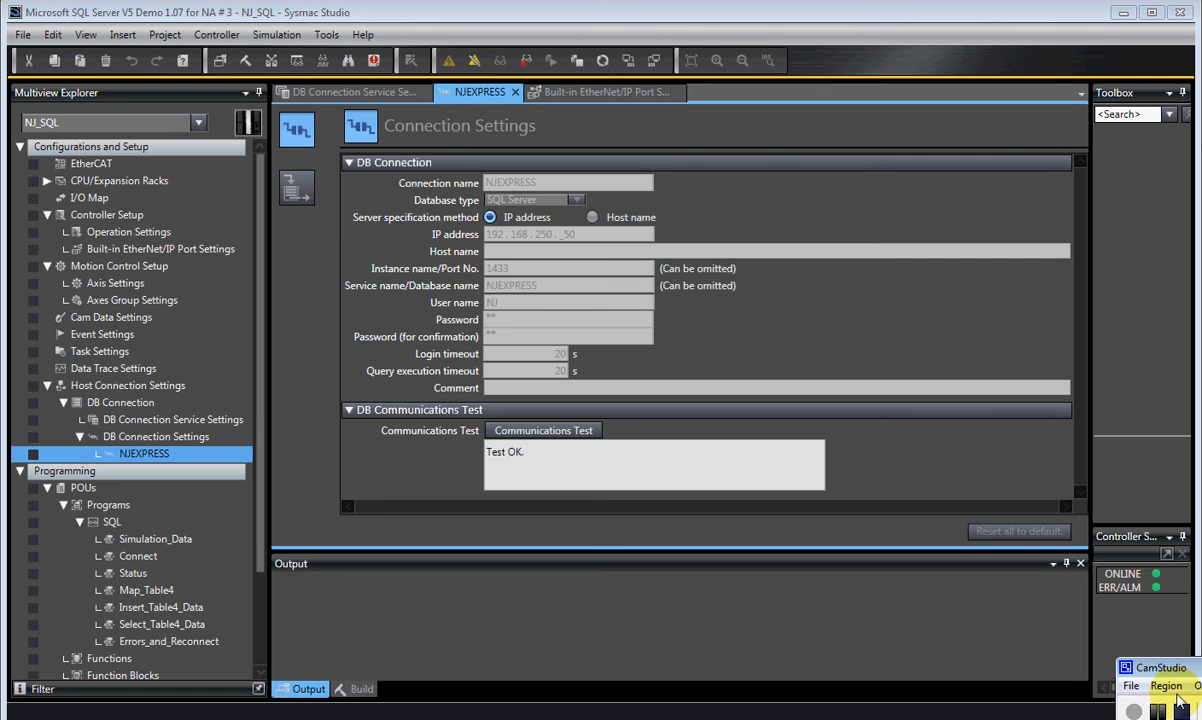 Microsoft SQL Server V5 Demo 1.07 for NA # 3 - NJ_SQL - Sysmac Studio
File Edit View Insert Project Controller Simulation Tools Help
Multiview Explorer
NJ_SQL
Configurations and Setup
EtherCAT
CPU/Expansion Racks
I/O Map
Controller Setup
Operation Settings
Built-in EtherNet/IP Port Settings
Motion Control Setup
Axis Settings
Axes Group Settings
Cam Data Settings
Event Settings
Task Settings
Data Trace Settings
Host Connection Settings
DB Connection
DB Connection Service Settings
DB Connection Settings
NJEXPRESS
Programming
POUs
Programs
SQL
Simulation_Data
Connect
Status
Map_Table4
Insert_Table4_Data
Select_Table4_Data
Errors_and_Reconnect
Functions
Function Blocks
Filter
DB Connection Service Se... NJEXPRESS Built-in EtherNet/IP Port S...
Connection Settings
DB Connection
Connection name NJEXPRESS
Database type SQL Server
Server specification method IP address Host name
IP address 192 . 168 . 250 . _50
Host name
Instance name/Port No. 1433 (Can be omitted)
Service name/Database name NJEXPRESS (Can be omitted)
User name NJ
Password **
Password (for confirmation) **
Login timeout 20 s
Query execution timeout 20 s
Comment
DB Communications Test
Communications Test Communications Test
Test OK.
Reset all to default.
Output
Output Build
Toolbox
<Search>
Controller S...
ONLINE
ERR/ALM
CamStudio
File Region O